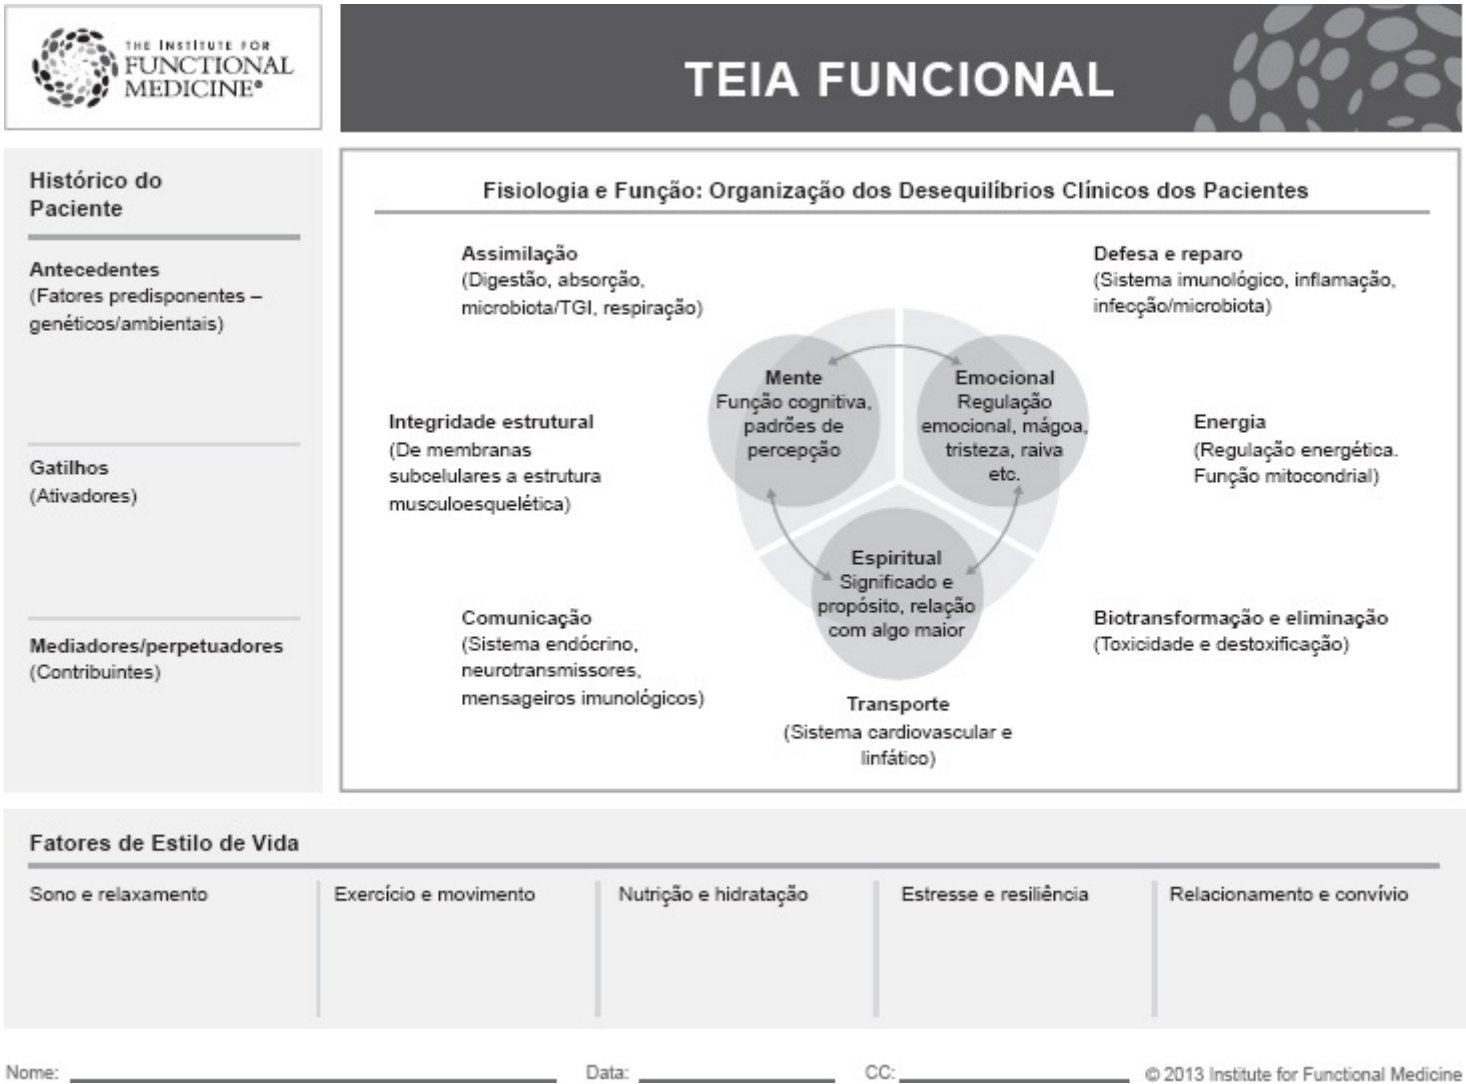 THE INSTITUTE FOR
FUNCTIONAL
MEDICINE®
TEIA FUNCIONAL
Histórico do
Paciente
Antecedentes
(Fatores predisponentes –
genéticos/ambientais)
Gatilhos
(Ativadores)
Mediadores/perpetuadores
(Contribuintes)
Fisiologia e Função: Organização dos Desequilíbrios Clínicos dos Pacientes
Assimilação
(Digestão, absorção,
microbiota/TGI, respiração)
Defesa e reparo
(Sistema imunológico, inflamação,
infecção/microbiota)
Integridade estrutural
(De membranas
subcelulares a estrutura
musculoesquelética)
Mente
Função cognitiva,
padrões de
percepção
Emocional
Regulação
emocional, mágoa,
tristeza, raiva
etc.
Energia
(Regulação energética.
Função mitocondrial)
Espiritual
Significado e
propósito, relação
com algo maior
Comunicação
(Sistema endócrino,
neurotransmissores,
mensageiros imunológicos)
Biotransformação e eliminação
(Toxicidade e destoxificação)
Transporte
(Sistema cardiovascular e
linfático)
Fatores de Estilo de Vida
Sono e relaxamento
Exercício e movimento
Nutrição e hidratação
Estresse e resiliência
Relacionamento e convívio
Nome:
Data:
CC:
© 2013 Institute for Functional Medicine